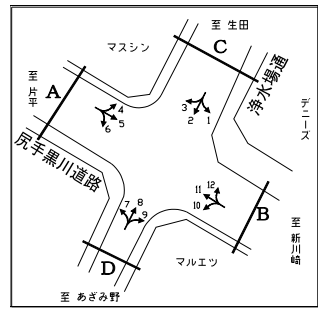 至 生田
マスシン
C
浄水場通
至 片平
A
デニーズ
4
5
6
3
2
1
尻手黒川道路
12
11
10
B
7
8
9
至 新川崎
D
マルエツ
至 あざみ野